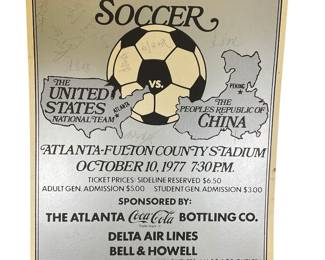 SOCCER
THE
UNITED
STATES
NATIONAL TEAM
ATLANTA
VS.
PEKING
THE
PEOPLES REPUBLIC OF
CHINA
ATLANTA-FULTON COUNTY STADIUM
OCTOBER 10, 1977 7:30 P.M.
TICKET PRICES: SIDELINE RESERVED $6.50
ADULT GEN. ADMISSION $5.00 STUDENT GEN. ADMISSION $3.00
SPONSORED BY:
THE ATLANTA Coca-Cola BOTTLING CO.
DELTA AIR LINES
BELL & HOWELL